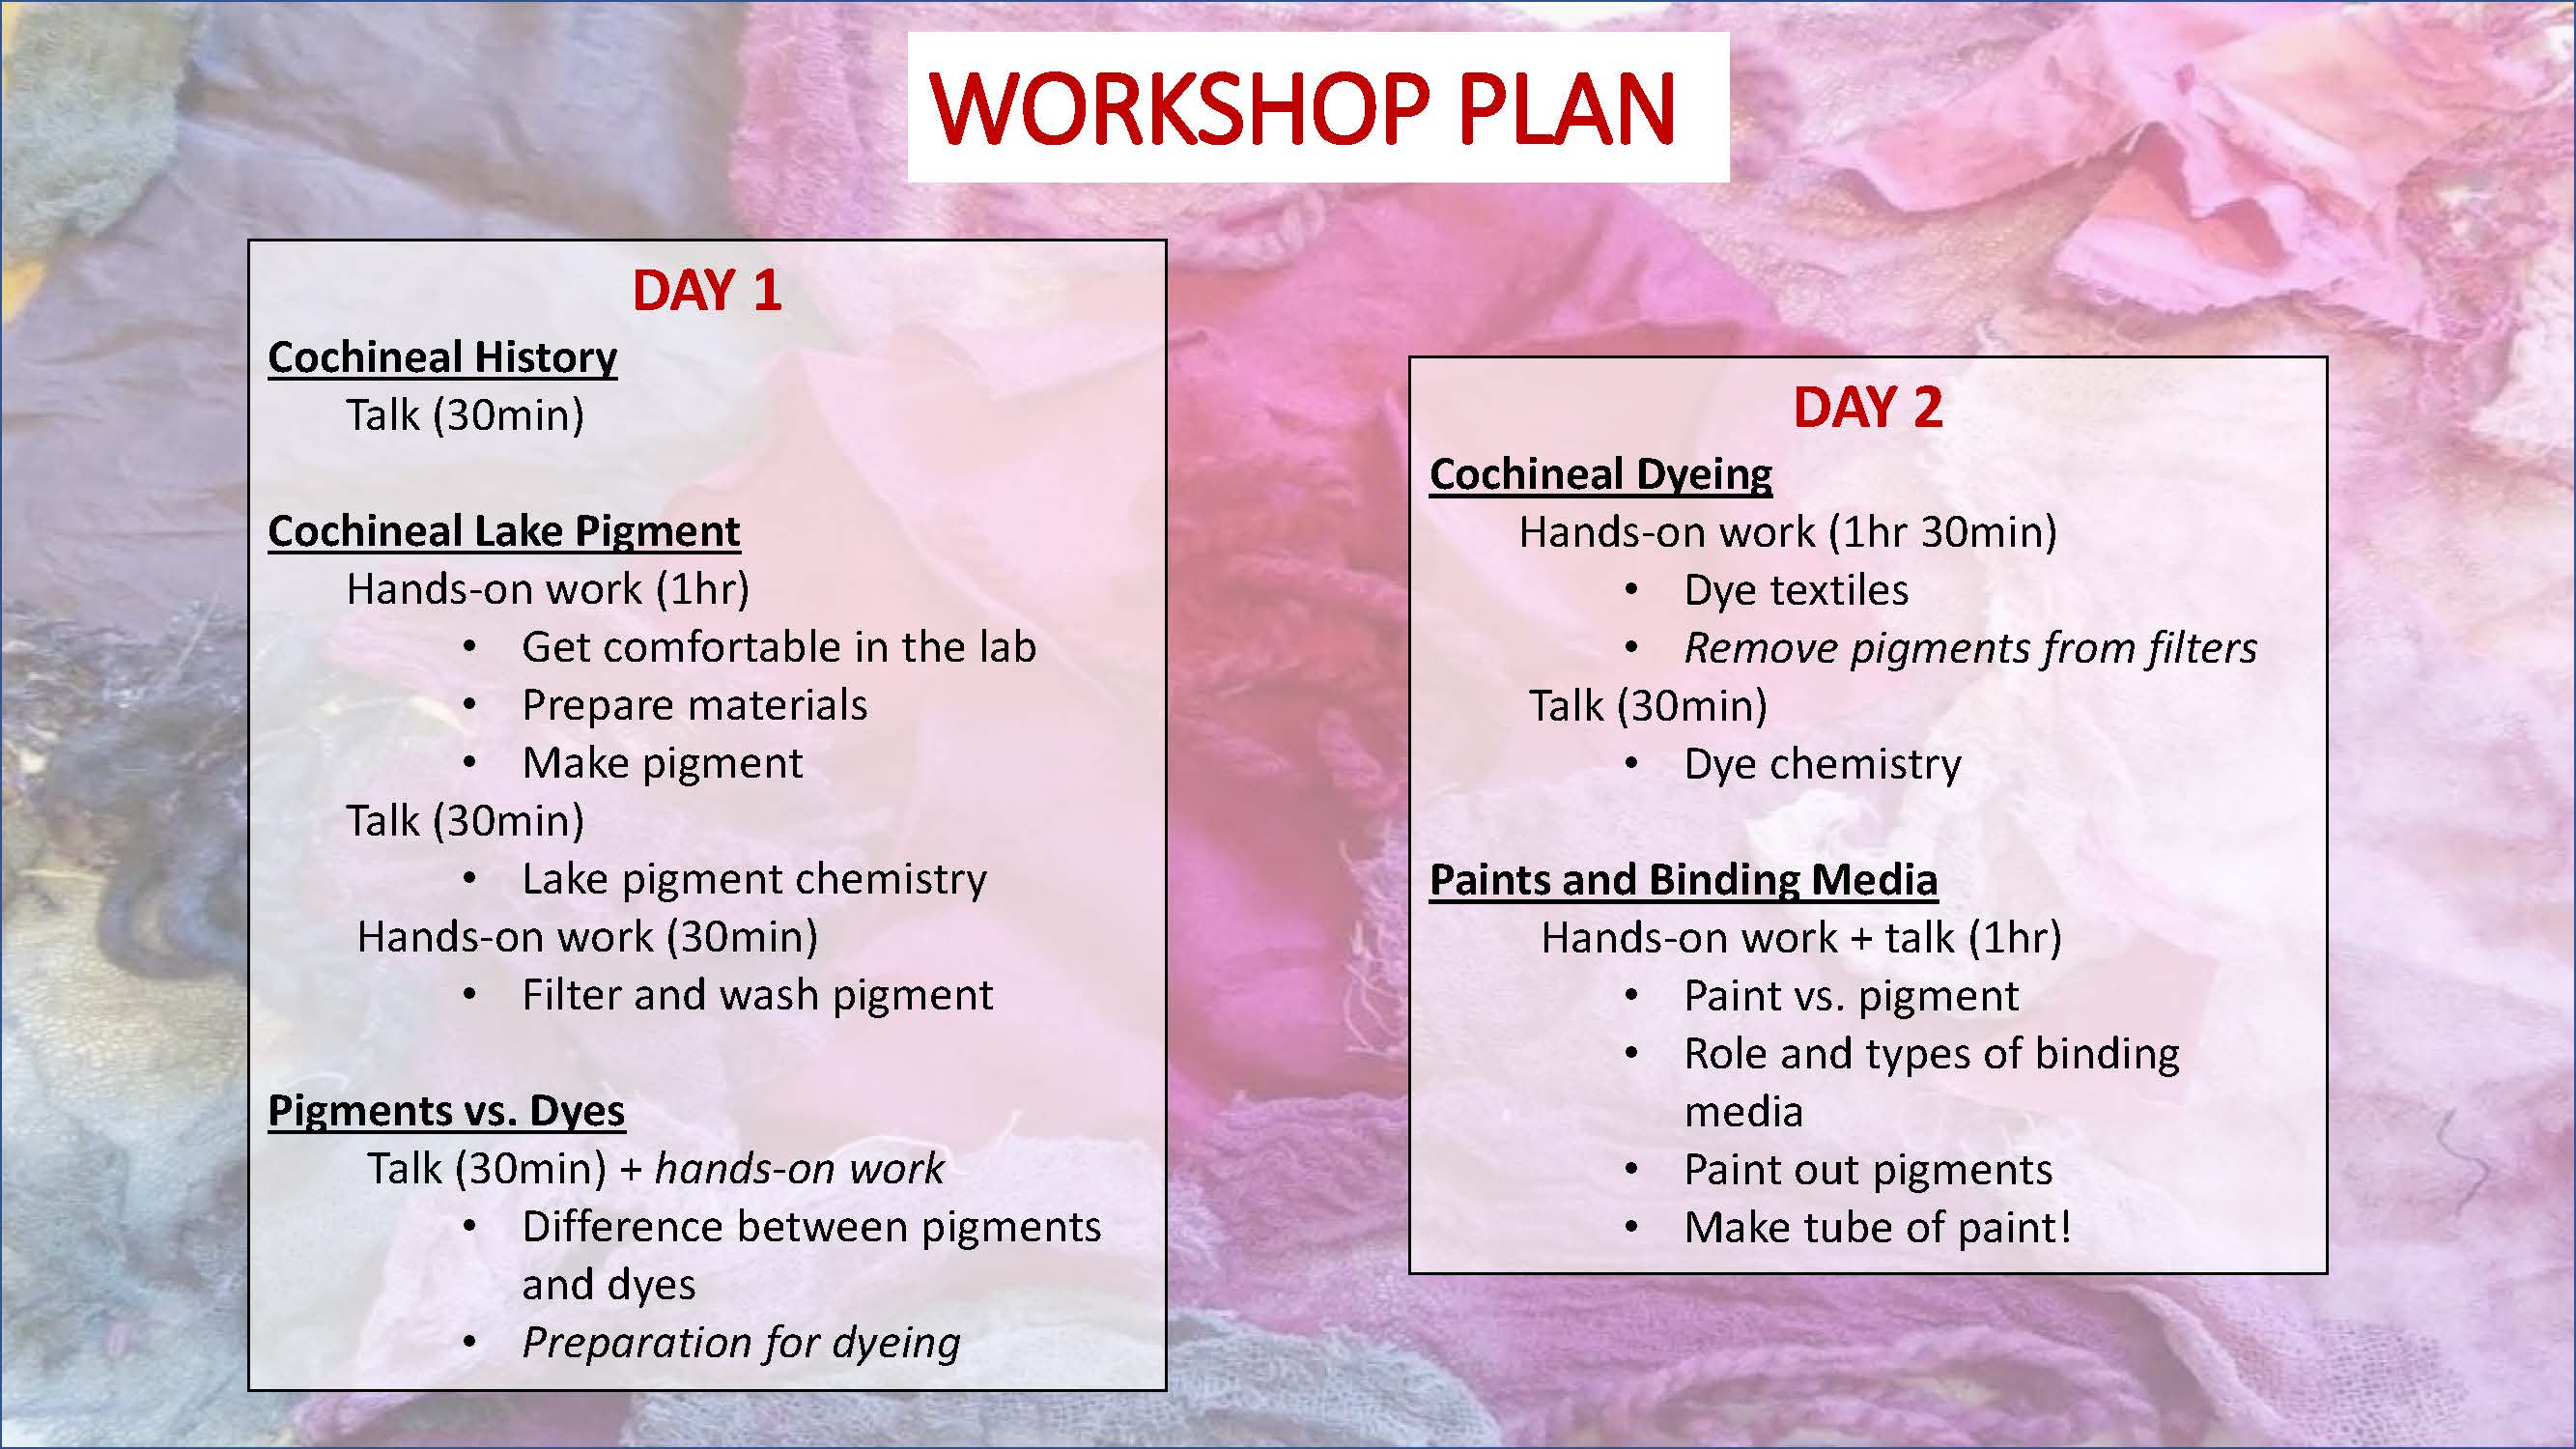 WORKSHOP PLAN
DAY 1
Cochineal History
Talk (30min)
Cochineal Lake Pigment
Hands-on work (1hr)
• Get comfortable in the lab
• Prepare materials
• Make pigment
Talk (30min)
• Lake pigment chemistry
Hands-on work (30min)
• Filter and wash pigment
Pigments vs. Dyes
Talk (30min) + hands-on work
• Difference between pigments
and dyes
• Preparation for dyeing
DAY 2
Cochineal Dyeing
Hands-on work (1hr 30min)
• Dye textiles
• Remove pigments from filters
Talk (30min)
• Dye chemistry
Paints and Binding Media
Hands-on work + talk (1hr)
• Paint vs. pigment
• Role and types of binding
media
• Paint out pigments
• Make tube of paint!